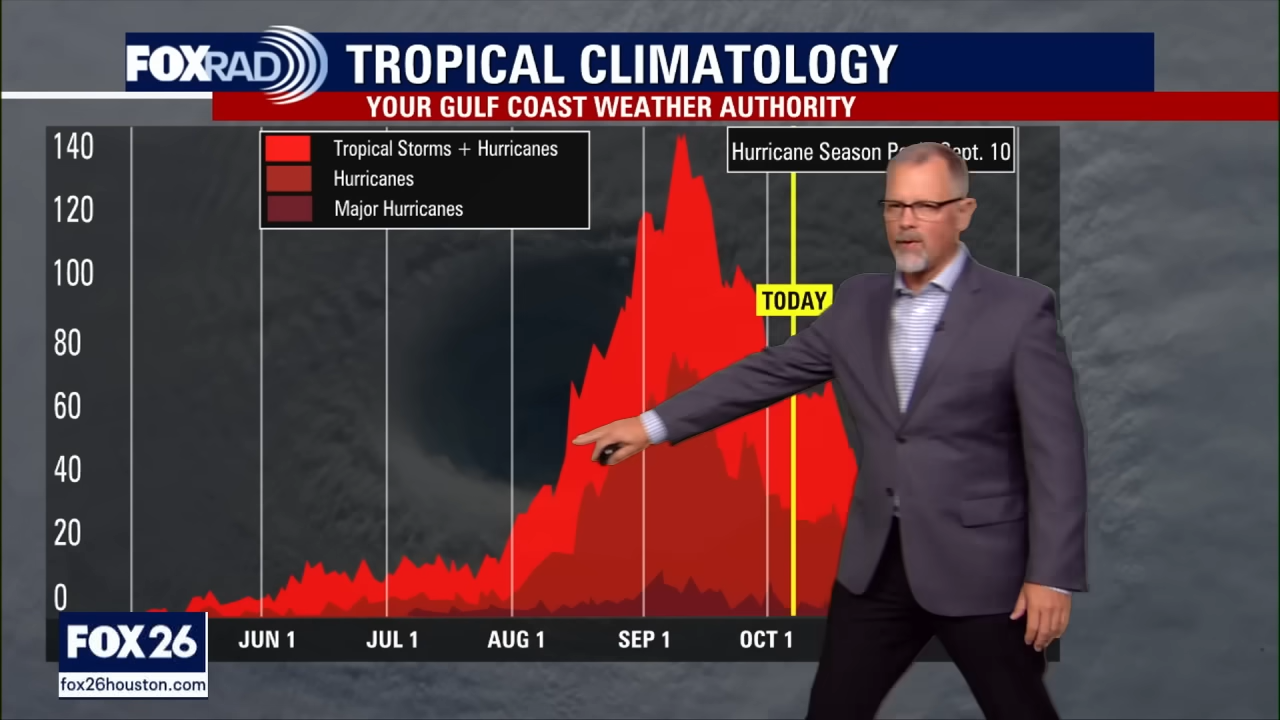 FOXRAD TROPICAL CLIMATOLOGY
YOUR GULF COAST WEATHER AUTHORITY
Tropical Storms + Hurricanes
Hurricanes
Major Hurricanes
Hurricane Season 10
TODAY
140
120
100
80
60
40
20
0
JUN 1 JUL 1 AUG 1 SEP 1 OCT 1
FOX 26
fox26houston.com